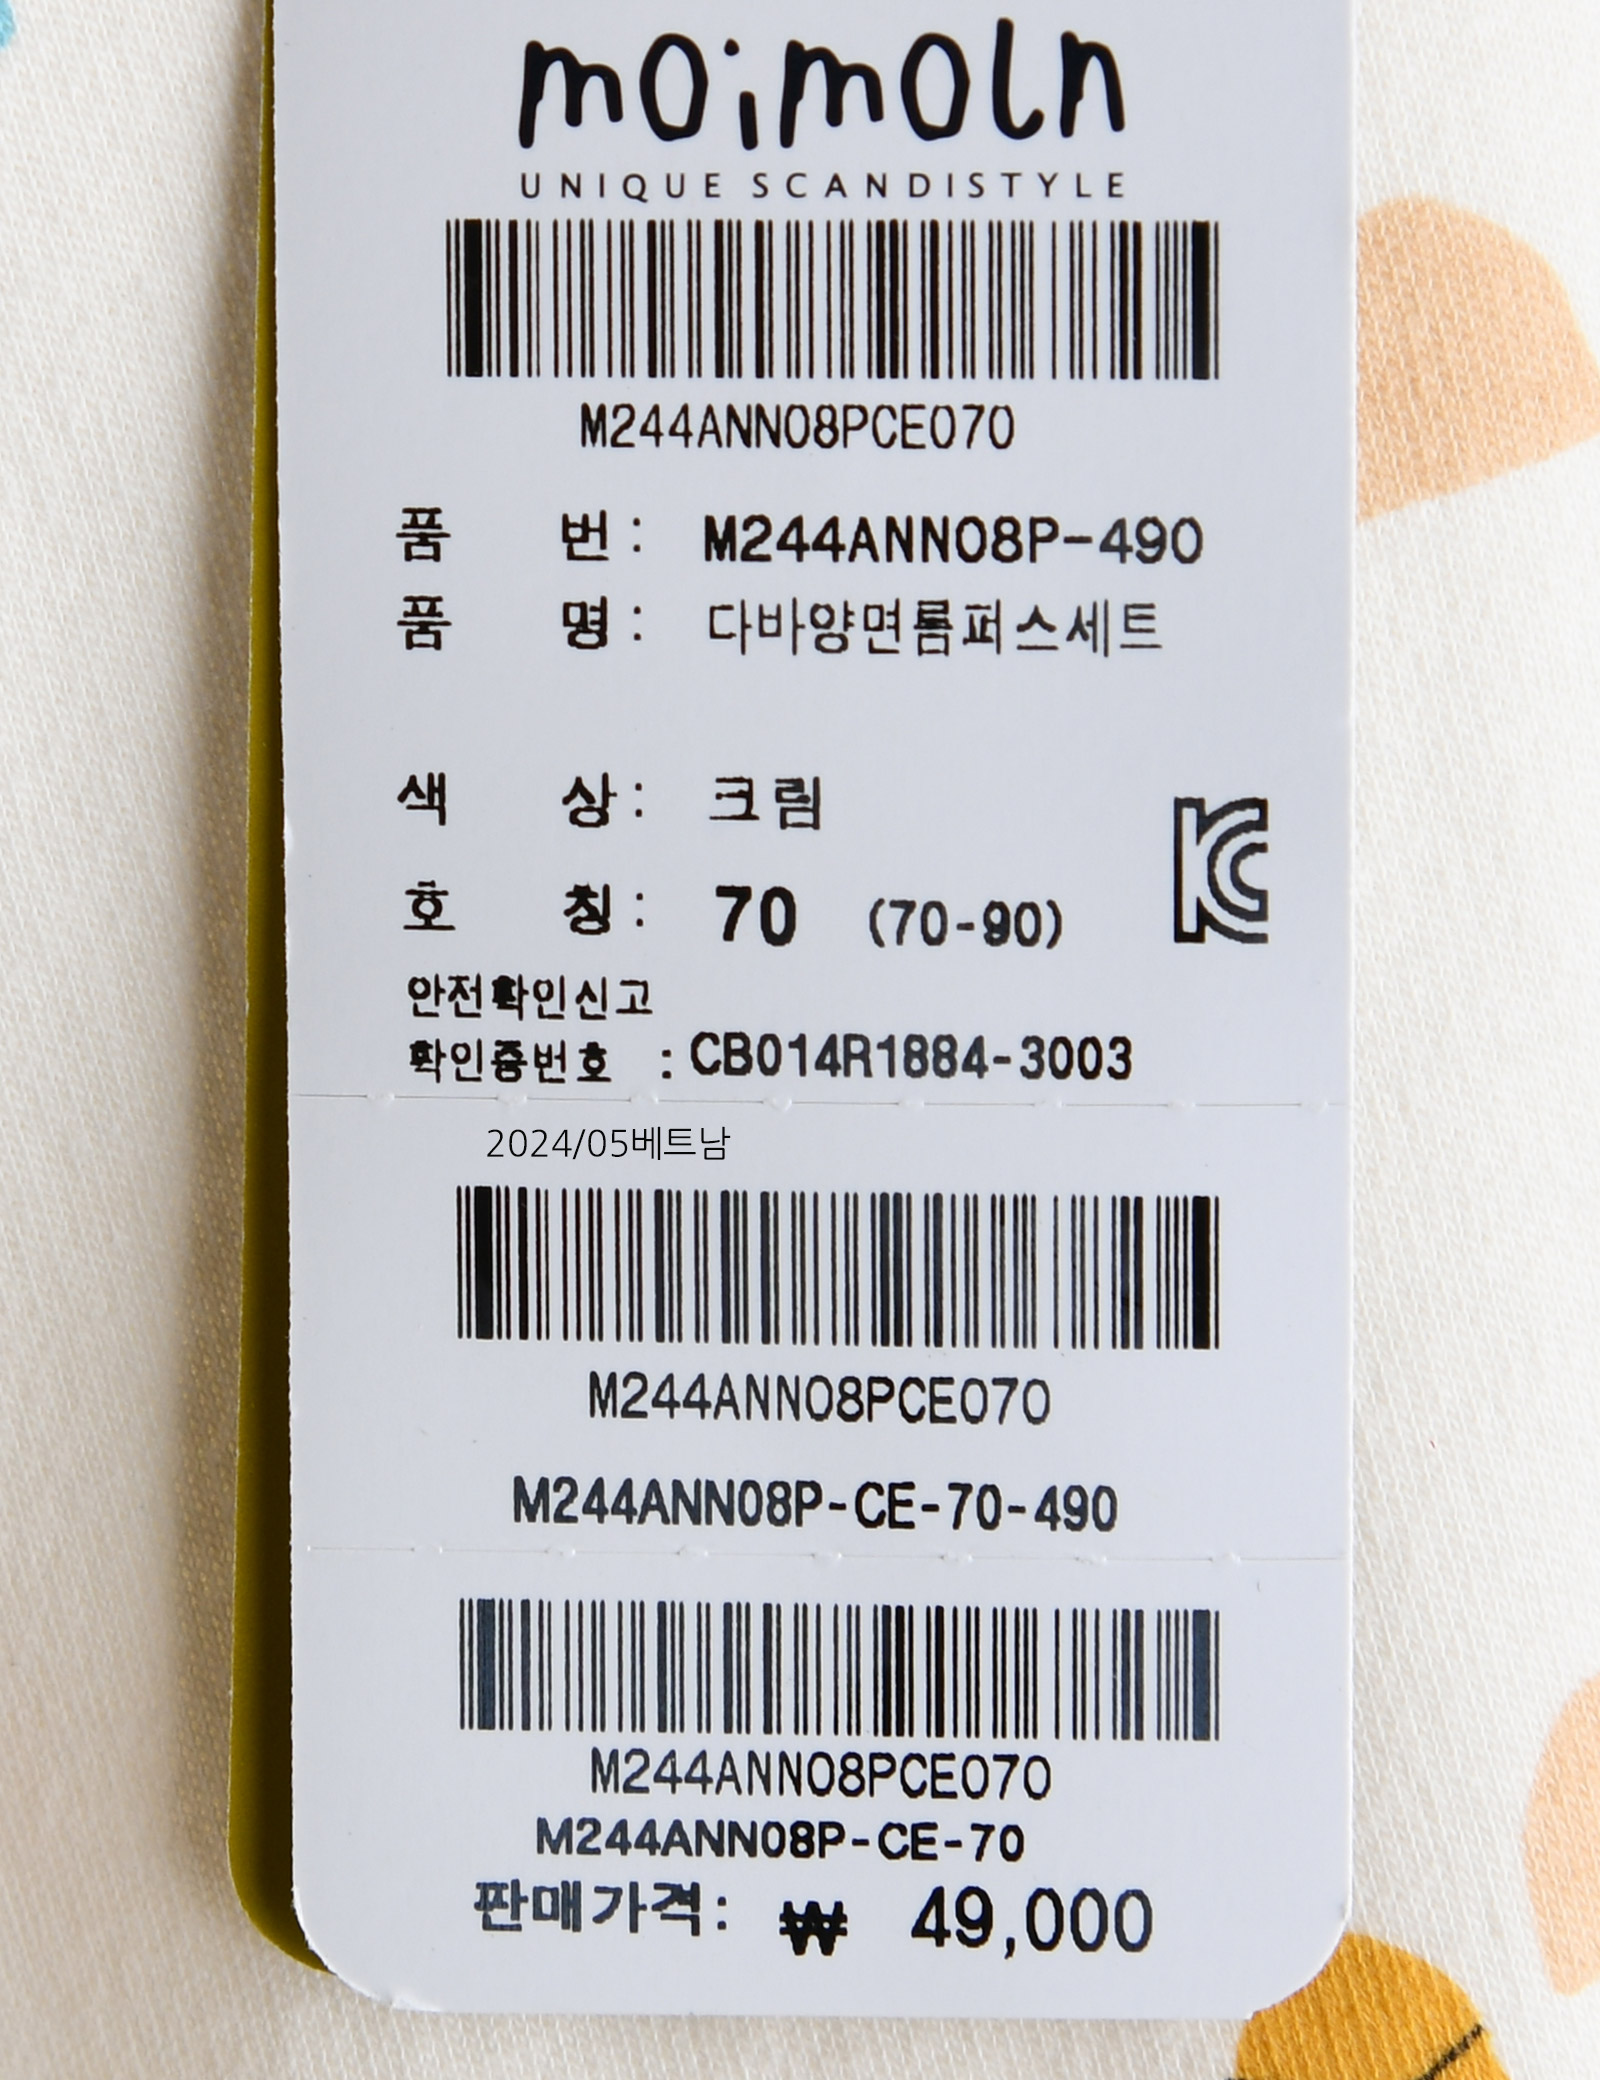 moimoln
UNIQUE SCANDISTYLE
M244ANN08PCE070
품 번 : M244ANN08P-490
품 명 : 다바양면롬퍼스세트
색 상 : 크림
호 칭 : 70 (70-90)
안전확인신고
확인증번호 : CB014R1884-3003
2024/05베트남
M244ANN08PCE070
M244ANN08P-CE-70-490
M244ANN08PCE070
M244ANN08P-CE-70
판매가격: ₩ 49,000